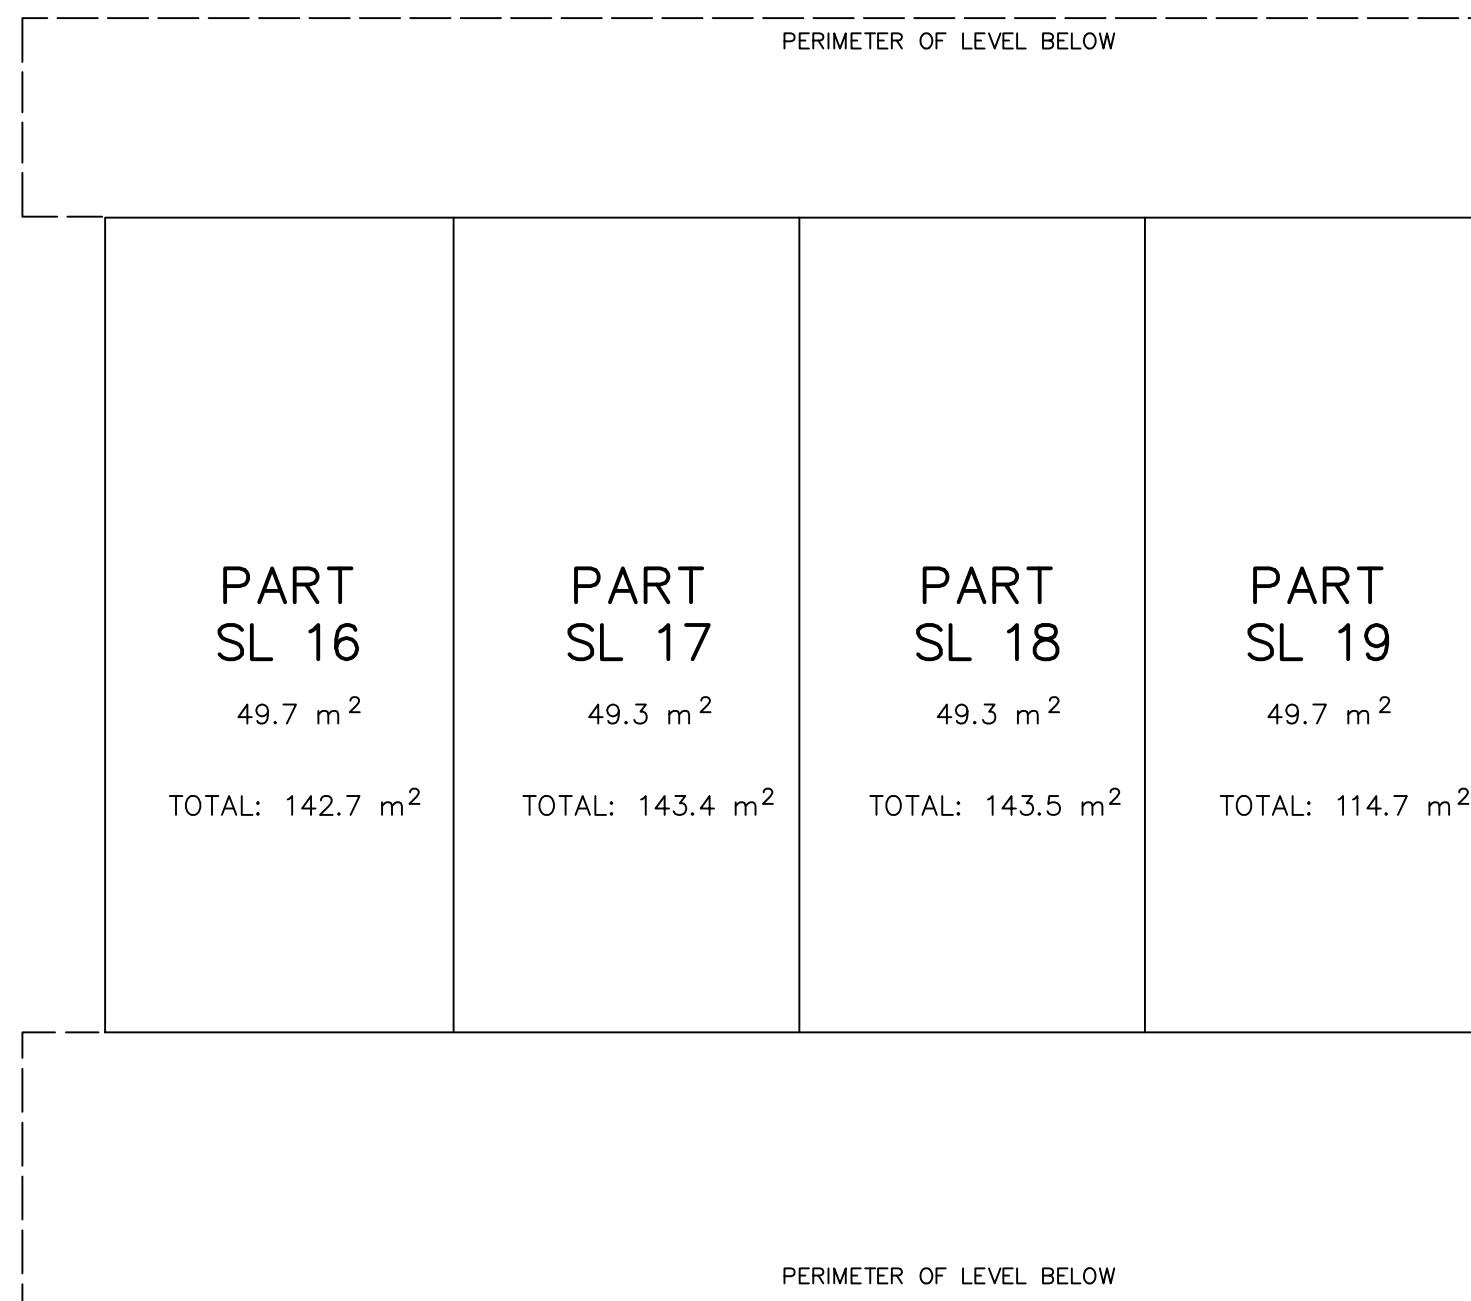 PERIMETER OF LEVEL BELOW
PART
SL 16
49.7 m²
TOTAL: 142.7 m²
PART
SL 17
49.3 m²
TOTAL: 143.4 m²
PART
SL 18
49.3 m²
TOTAL: 143.5 m²
PART
SL 19
49.7 m²
TOTAL: 114.7 m²
PERIMETER OF LEVEL BELOW